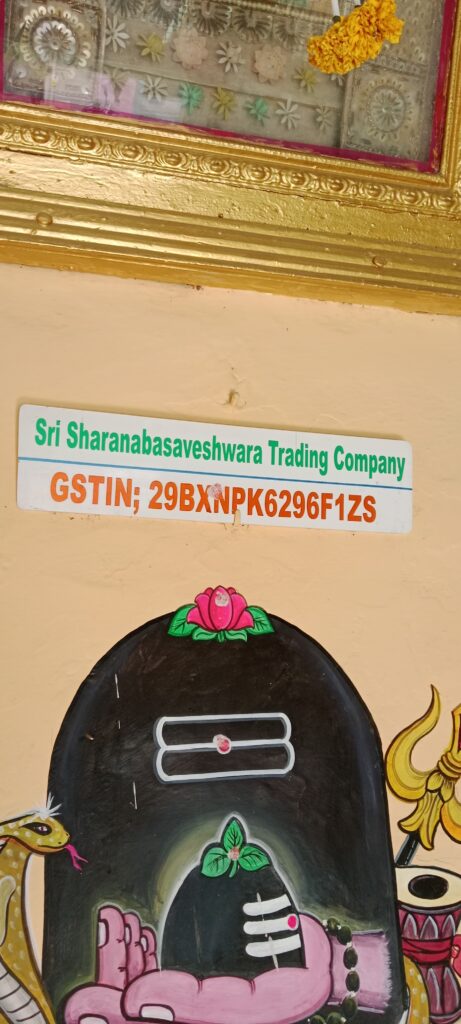 Sri Sharanabasaveshwara Trading Company
GSTIN; 29BXNPK6296F1ZS